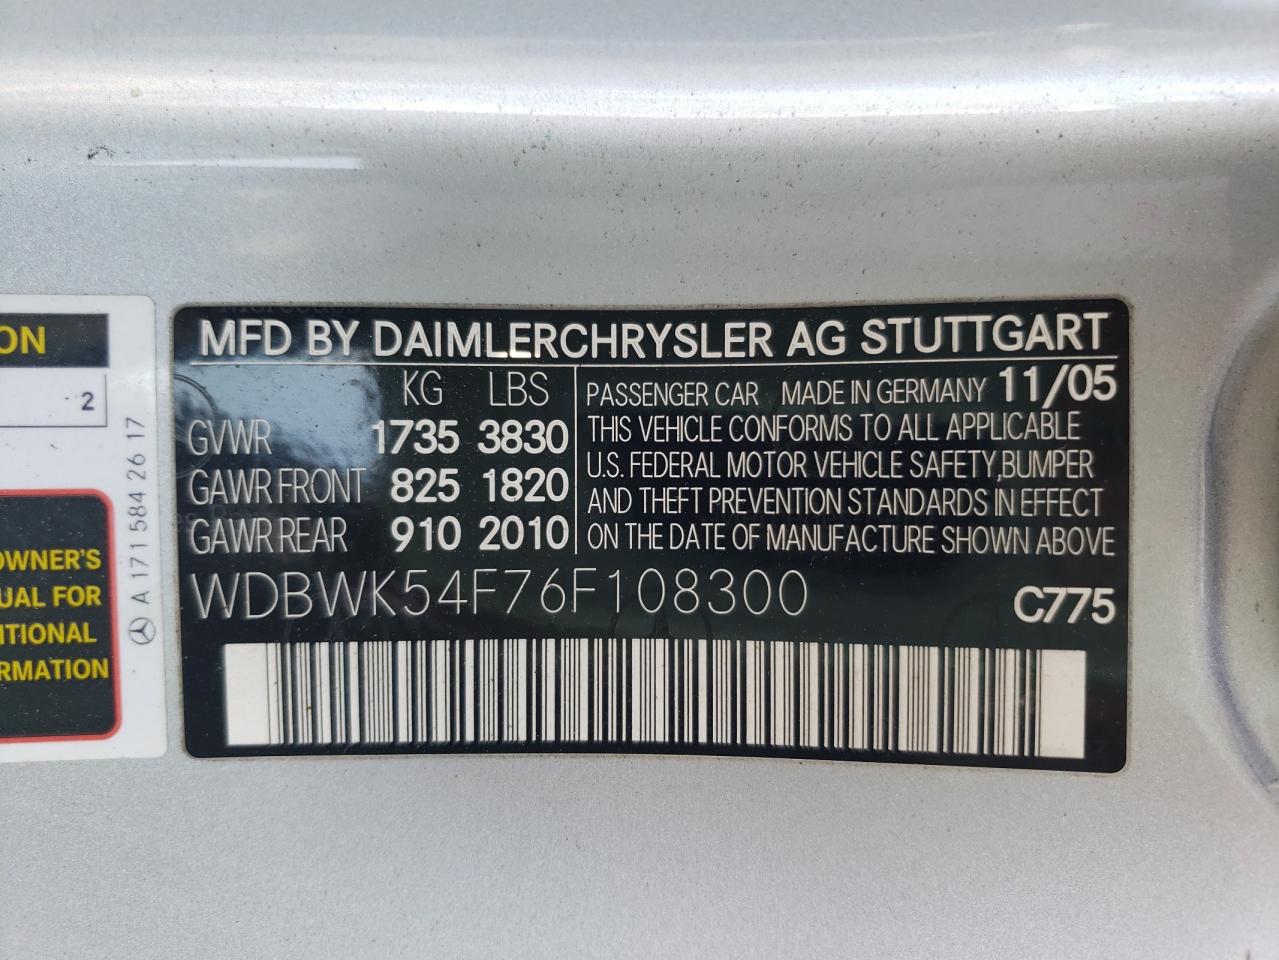 MFD BY DAIMLERCHRYSLER AG STUTTGART
KG LBS
GVWR 1735 3830
GAWR FRONT 825 1820
GAWR REAR 910 2010
PASSENGER CAR MADE IN GERMANY 11/05
THIS VEHICLE CONFORMS TO ALL APPLICABLE
U.S. FEDERAL MOTOR VEHICLE SAFETY,BUMPER
AND THEFT PREVENTION STANDARDS IN EFFECT
ON THE DATE OF MANUFACTURE SHOWN ABOVE
WDBWK54F76F108300 C775
ON
2
OWNER'S
UAL FOR
ITIONAL
RMATION
A 171 584 26 17